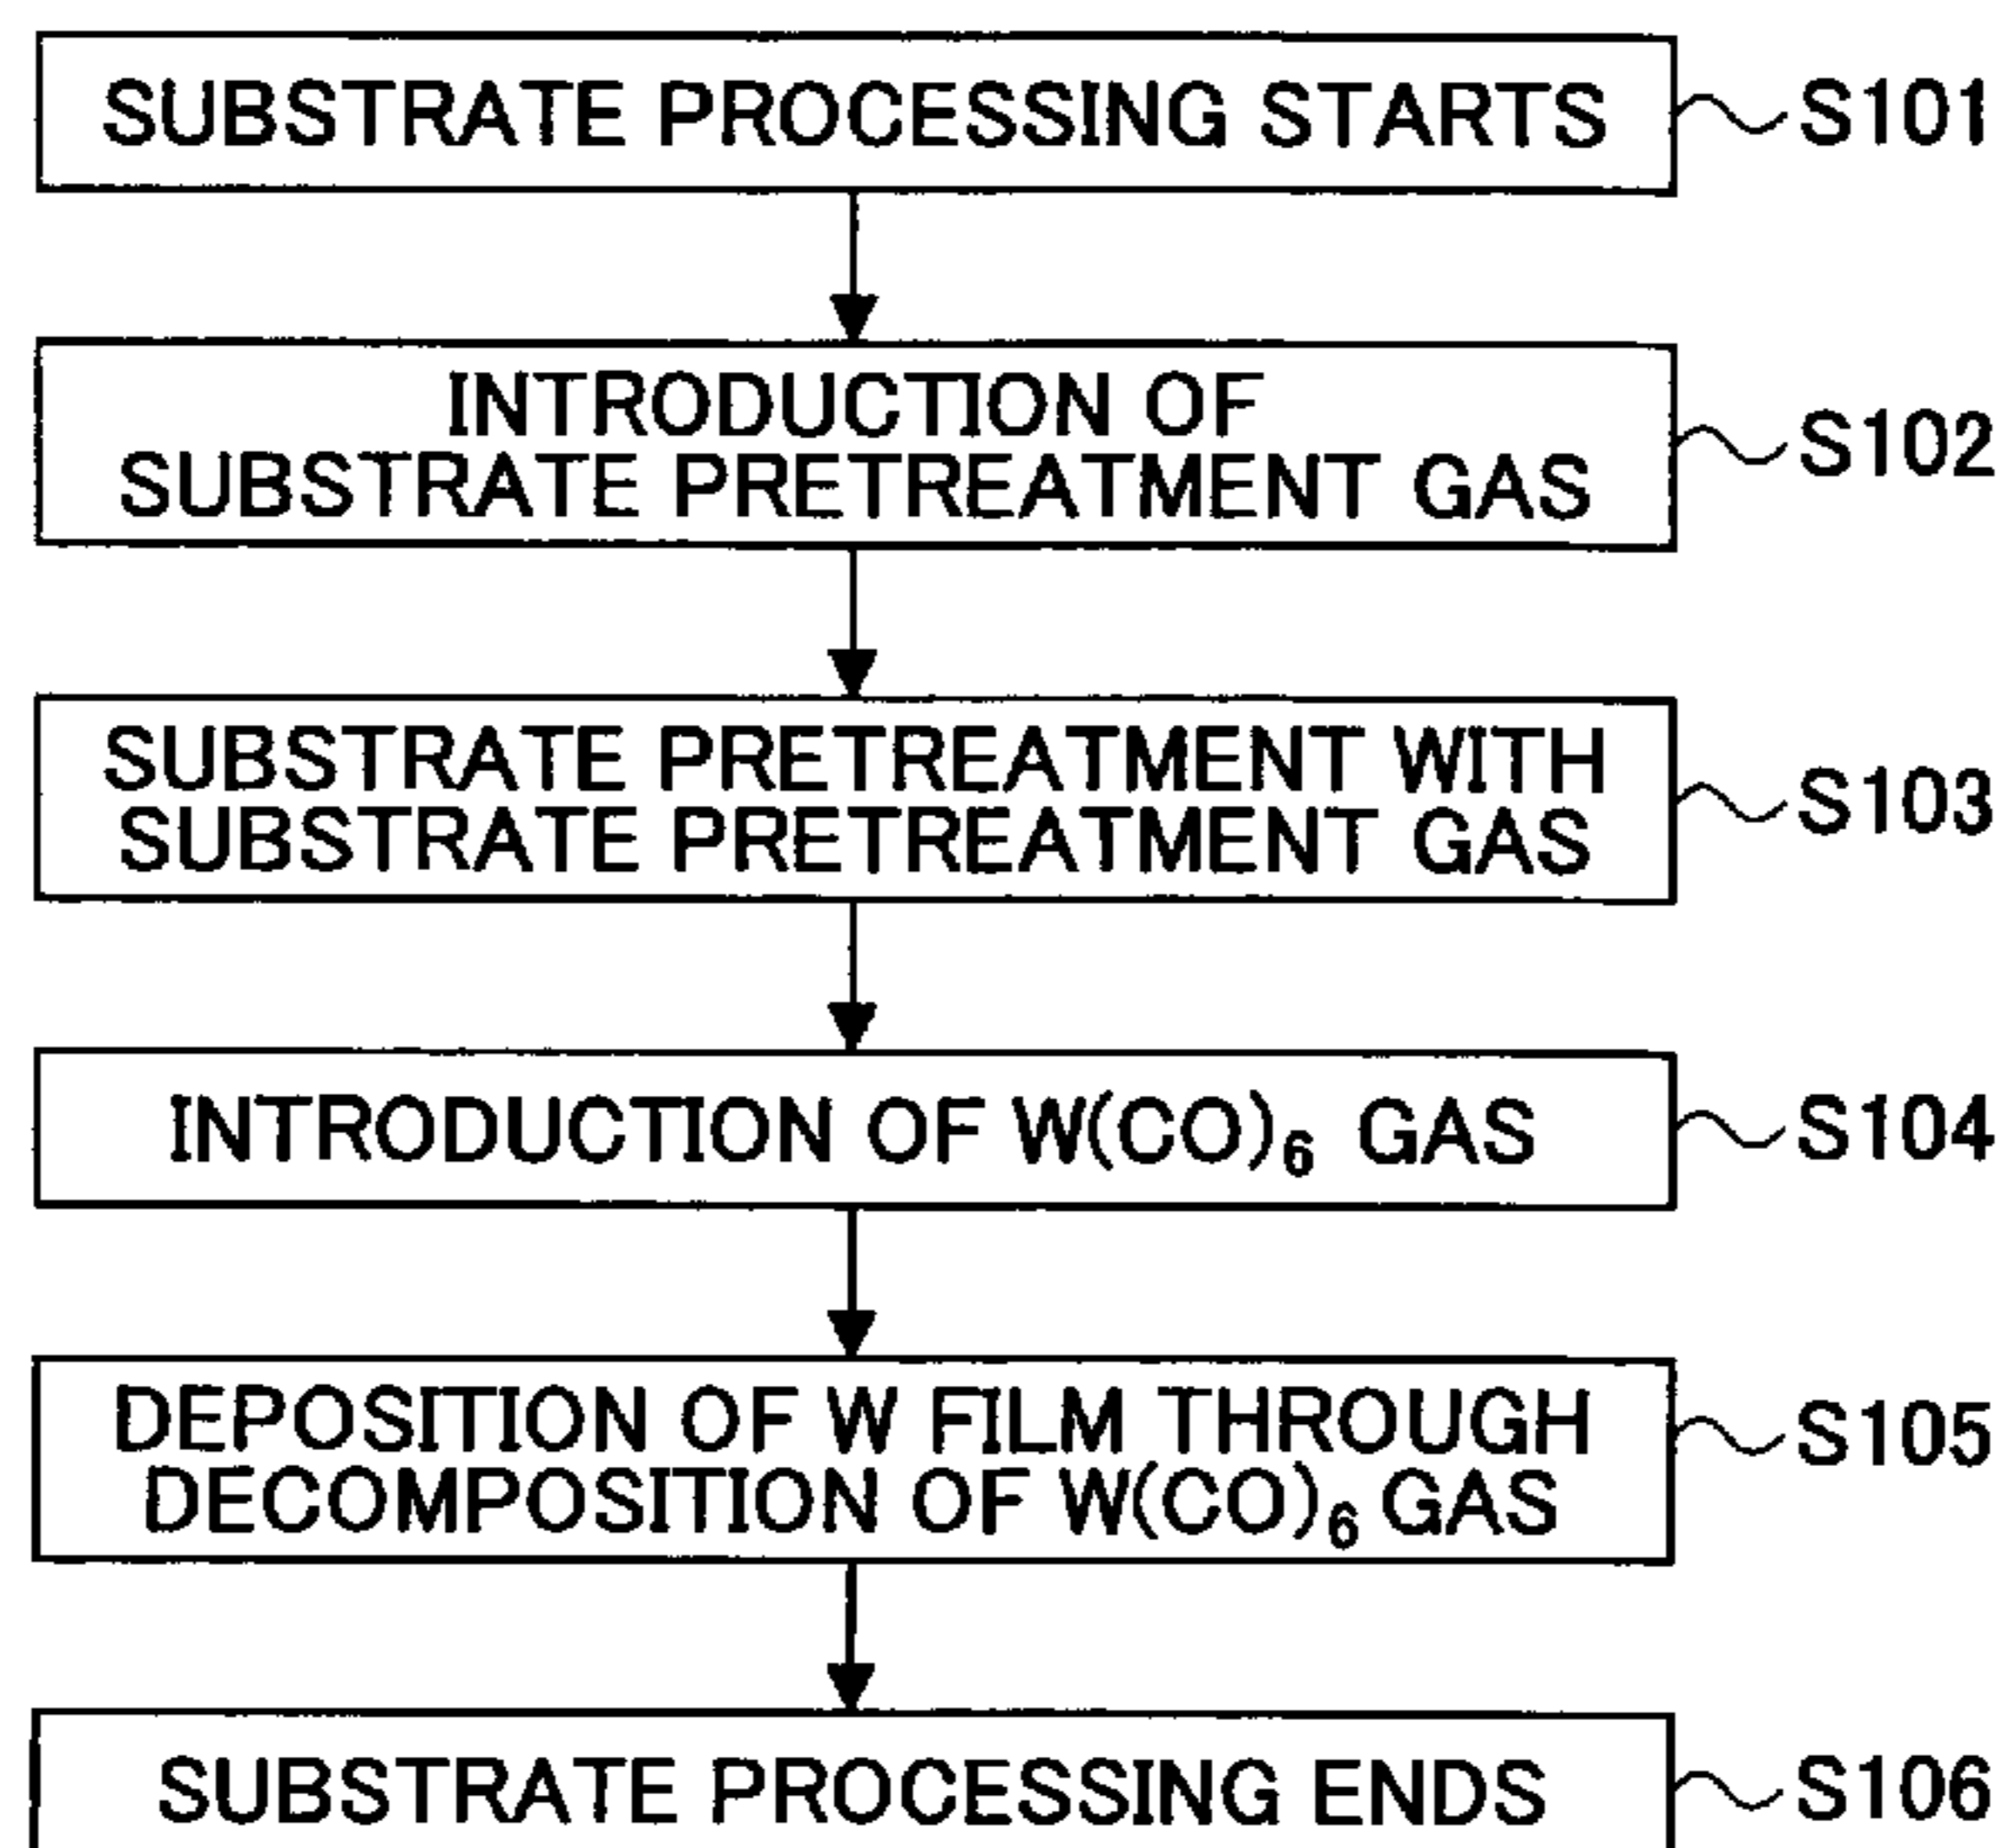 SUBSTRATE PROCESSING STARTS S101
INTRODUCTION OF
SUBSTRATE PRETREATMENT GAS S102
SUBSTRATE PRETREATMENT WITH
SUBSTRATE PRETREATMENT GAS S103
INTRODUCTION OF W(CO)₆ GAS S104
DEPOSITION OF W FILM THROUGH
DECOMPOSITION OF W(CO)₆ GAS S105
SUBSTRATE PROCESSING ENDS S106